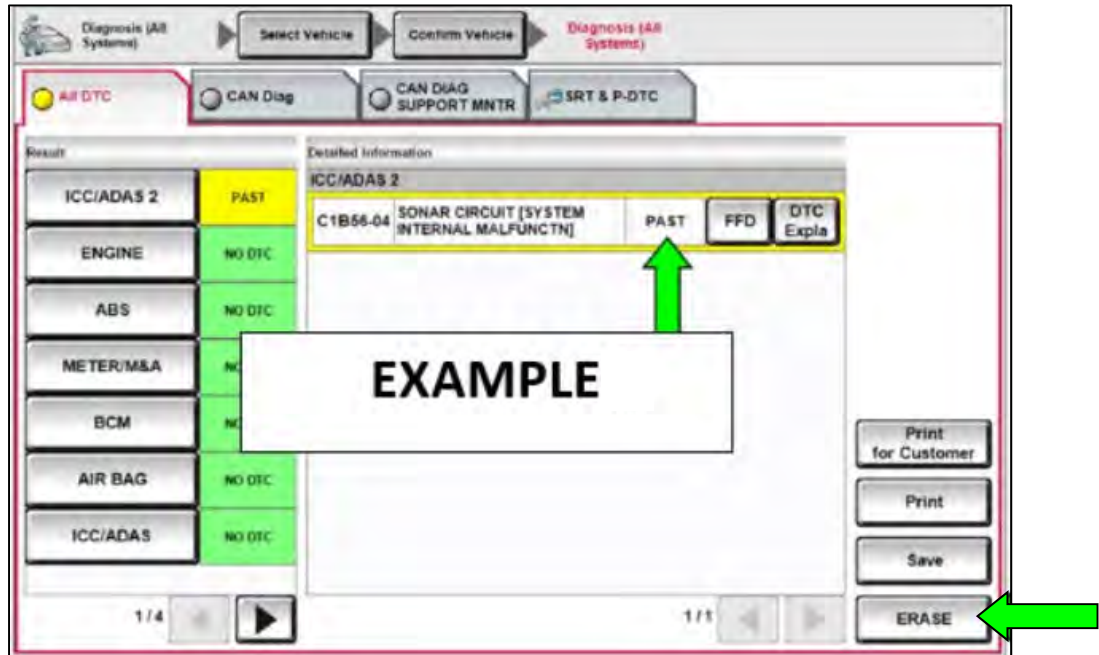 Diagnosis (All
Systems)
Select Vehicle
Confirm Vehicle
Diagnosis (All
Systems)
All DTC
CAN Diag
CAN DIAG
SUPPORT MNTR
SRT & P-DTC
Result
Detailed Information
ICC/ADAS 2
PAST
ICC/ADAS 2
C1B56-04
SONAR CIRCUIT [SYSTEM
INTERNAL MALFUNCTN]
PAST
FFD
DTC
Expla
ENGINE
NO DTC
ABS
NO DTC
METER/M&A
EXAMPLE
BCM
AIR BAG
NO DTC
ICC/ADAS
NO DTC
Print
for Customer
Print
Save
1/4
1/1
ERASE